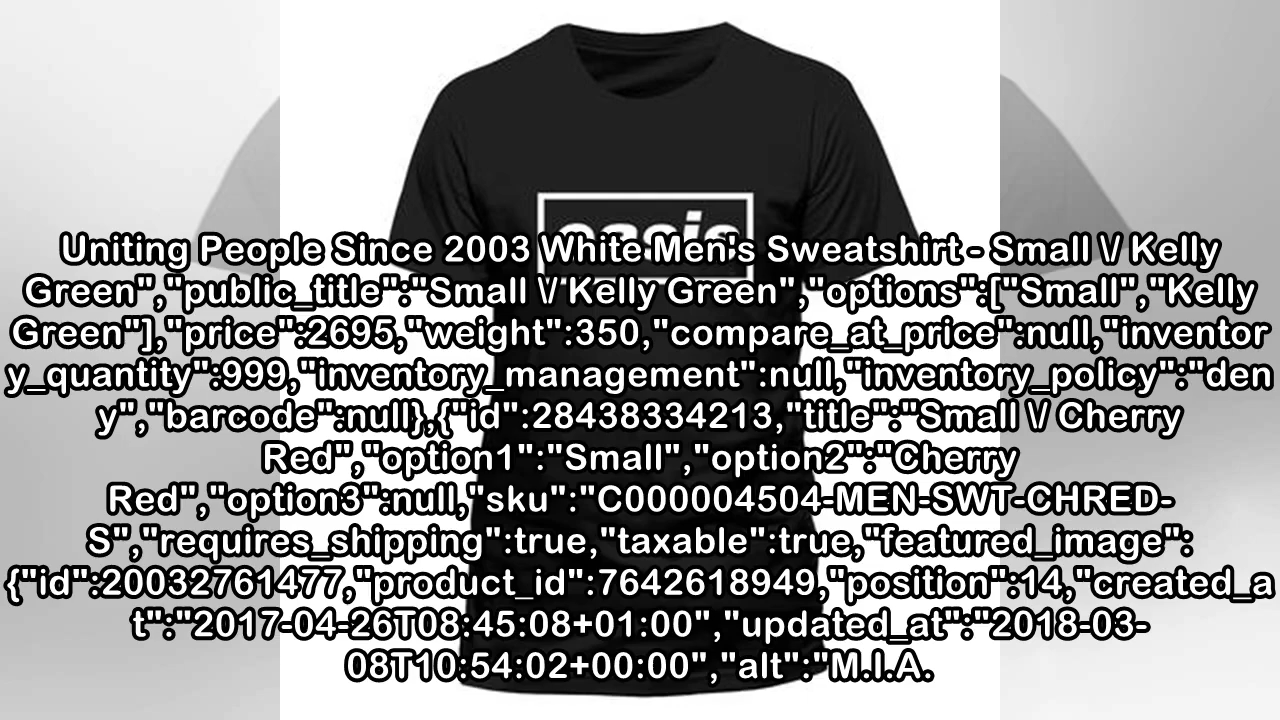 oasis
Uniting People Since 2003 White Men's Sweatshirt - Small \/ Kelly
Green","public_title":"Small \/ Kelly Green","options":["Small","Kelly
Green"],"price":2695,"weight":350,"compare_at_price":null,"inventor
y_quantity":999,"inventory_management":null,"inventory_policy":"den
y","barcode":null},{"id":28438334213,"title":"Small \/ Cherry
Red","option1":"Small","option2":"Cherry
Red","option3":null,"sku":"C000004504-MEN-SWT-CHRED-
S","requires_shipping":true,"taxable":true,"featured_image":
{"id":20032761477,"product_id":7642618949,"position":14,"created_a
t":"2017-04-26T08:45:08+01:00","updated_at":"2018-03-
08T10:54:02+00:00","alt":"M.I.A.